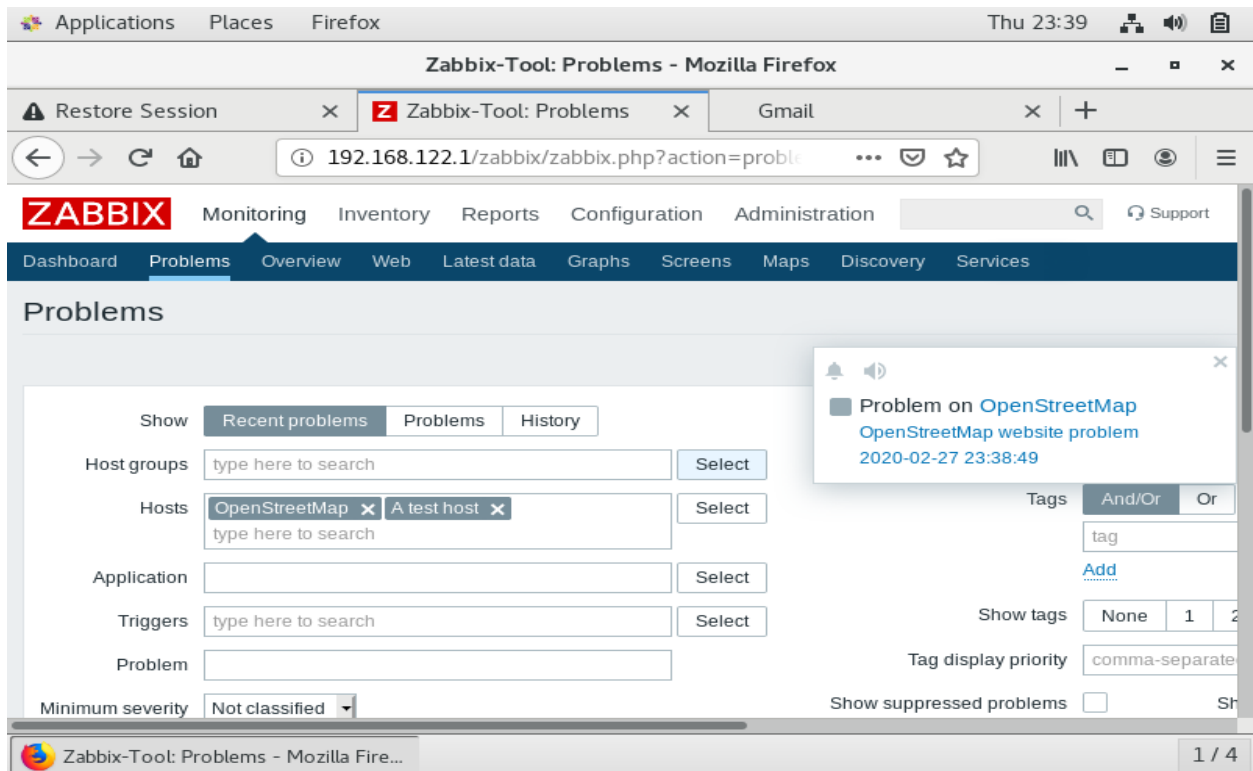 Applications Places Firefox Thu 23:39
Zabbix-Tool: Problems - Mozilla Firefox
Restore Session Z Zabbix-Tool: Problems Gmail
192.168.122.1/zabbix/zabbix.php?action=proble
ZABBIX Monitoring Inventory Reports Configuration Administration Support
Dashboard Problems Overview Web Latest data Graphs Screens Maps Discovery Services
Problems
Problem on OpenStreetMap
OpenStreetMap website problem
2020-02-27 23:38:49
Show Recent problems Problems History
Host groups type here to search Select
Hosts OpenStreetMap A test host Select
type here to search
Tags And/Or Or
tag
Add
Application Select
Triggers type here to search Select
Show tags None 1 2
Problem
Tag display priority comma-separate
Minimum severity Not classified
Show suppressed problems Sh
Zabbix-Tool: Problems - Mozilla Fire... 1 / 4